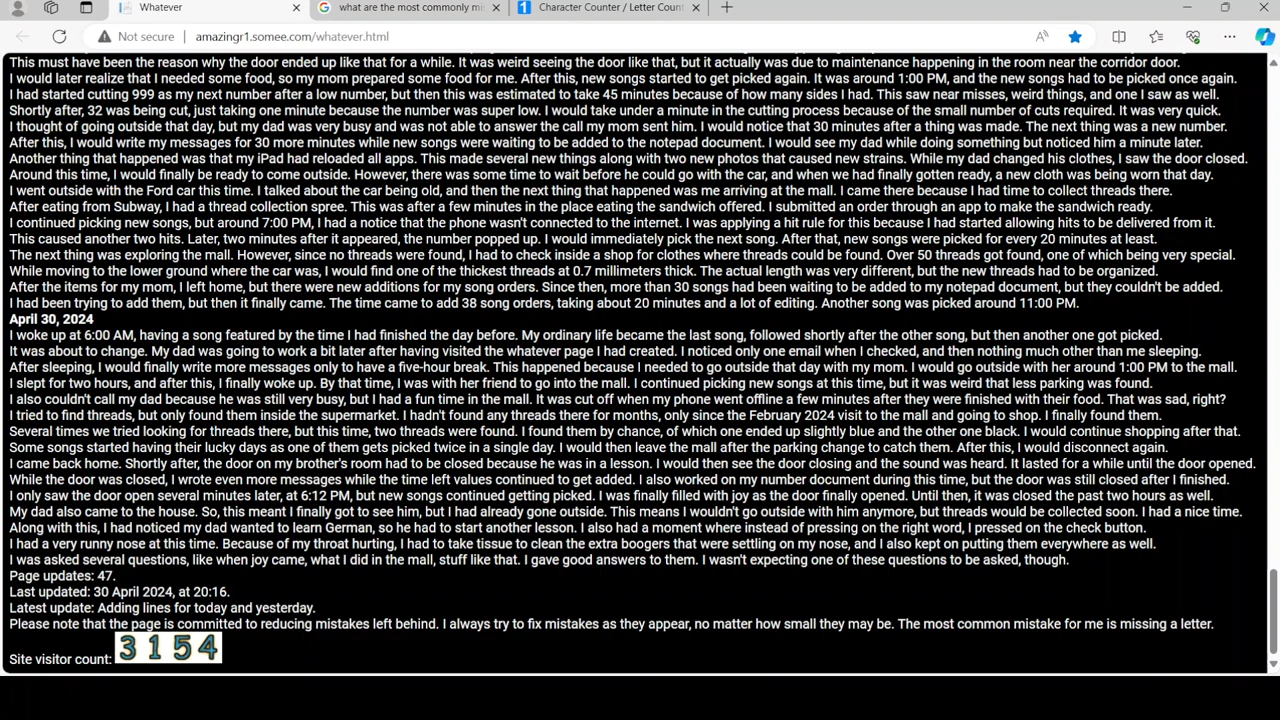 Whatever
what are the most commonly mis
Character Counter / Letter Count
Not secure
amazingr1.somee.com/whatever.html
This must have been the reason why the door ended up like that for a while. It was weird seeing the door like that, but it actually was due to maintenance happening in the room near the corridor door.
I would later realize that I needed some food, so my mom prepared some food for me. After this, new songs started to get picked again. It was around 1:00 PM, and the new songs had to be picked once again.
I had started cutting 999 as my next number after a low number, but then this was estimated to take 45 minutes because of how many sides I had. This saw near misses, weird things, and one I saw as well.
Shortly after, 32 was being cut, just taking one minute because the number was super low. I would take under a minute in the cutting process because of the small number of cuts required. It was very quick.
I thought of going outside that day, but my dad was very busy and was not able to answer the call my mom sent him. I would notice that 30 minutes after a thing was made. The next thing was a new number.
After this, I would write my messages for 30 more minutes while new songs were waiting to be added to the notepad document. I would see my dad while doing something but noticed him a minute later.
Another thing that happened was that my iPad had reloaded all apps. This made several new things along with two new photos that caused new strains. While my dad changed his clothes, I saw the door closed.
Around this time, I would finally be ready to come outside. However, there was some time to wait before he could go with the car, and when we had finally gotten ready, a new cloth was being worn that day.
I went outside with the Ford car this time. I talked about the car being old, and then the next thing that happened was me arriving at the mall. I came there because I had time to collect threads there.
After eating from Subway, I had a thread collection spree. This was after a few minutes in the place eating the sandwich offered. I submitted an order through an app to make the sandwich ready.
I continued picking new songs, but around 7:00 PM, I had a notice that the phone wasn't connected to the internet. I was applying a hit rule for this because I had started allowing hits to be delivered from it.
This caused another two hits. Later, two minutes after it appeared, the number popped up. I would immediately pick the next song. After that, new songs were picked for every 20 minutes at least.
The next thing was exploring the mall. However, since no threads were found, I had to check inside a shop for clothes where threads could be found. Over 50 threads got found, one of which being very special.
While moving to the lower ground where the car was, I would find one of the thickest threads at 0.7 millimeters thick. The actual length was very different, but the new threads had to be organized.
After the items for my mom, I left home, but there were new additions for my song orders. Since then, more than 30 songs had been waiting to be added to my notepad document, but they couldn't be added.
I had been trying to add them, but then it finally came. The time came to add 38 song orders, taking about 20 minutes and a lot of editing. Another song was picked around 11:00 PM.
April 30, 2024
I woke up at 6:00 AM, having a song featured by the time I had finished the day before. My ordinary life became the last song, followed shortly after the other song, but then another one got picked.
It was about to change. My dad was going to work a bit later after having visited the whatever page I had created. I noticed only one email when I checked, and then nothing much other than me sleeping.
After sleeping, I would finally write more messages only to have a five-hour break. This happened because I needed to go outside that day with my mom. I would go outside with her around 1:00 PM to the mall.
I slept for two hours, and after this, I finally woke up. By that time, I was with her friend to go into the mall. I continued picking new songs at this time, but it was weird that less parking was found.
I also couldn't call my dad because he was still very busy, but I had a fun time in the mall. It was cut off when my phone went offline a few minutes after they were finished with their food. That was sad, right?
I tried to find threads, but only found them inside the supermarket. I hadn't found any threads there for months, only since the February 2024 visit to the mall and going to shop. I finally found them.
Several times we tried looking for threads there, but this time, two threads were found. I found them by chance, of which one ended up slightly blue and the other one black. I would continue shopping after that.
Some songs started having their lucky days as one of them gets picked twice in a single day. I would then leave the mall after the parking change to catch them. After this, I would disconnect again.
I came back home. Shortly after, the door on my brother's room had to be closed because he was in a lesson. I would then see the door closing and the sound was heard. It lasted for a while until the door opened.
While the door was closed, I wrote even more messages while the time left values continued to get added. I also worked on my number document during this time, but the door was still closed after I finished.
I only saw the door open several minutes later, at 6:12 PM, but new songs continued getting picked. I was finally filled with joy as the door finally opened. Until then, it was closed the past two hours as well.
My dad also came to the house. So, this meant I finally got to see him, but I had already gone outside. This means I wouldn't go outside with him anymore, but threads would be collected soon. I had a nice time.
Along with this, I had noticed my dad wanted to learn German, so he had to start another lesson. I also had a moment where instead of pressing on the right word, I pressed on the check button.
I had a very runny nose at this time. Because of my throat hurting, I had to take tissue to clean the extra boogers that were settling on my nose, and I also kept on putting them everywhere as well.
I was asked several questions, like when joy came, what I did in the mall, stuff like that. I gave good answers to them. I wasn't expecting one of these questions to be asked, though.
Page updates: 47.
Last updated: 30 April 2024, at 20:16.
Latest update: Adding lines for today and yesterday.
Please note that the page is committed to reducing mistakes left behind. I always try to fix mistakes as they appear, no matter how small they may be. The most common mistake for me is missing a letter.
Site visitor count: 3154